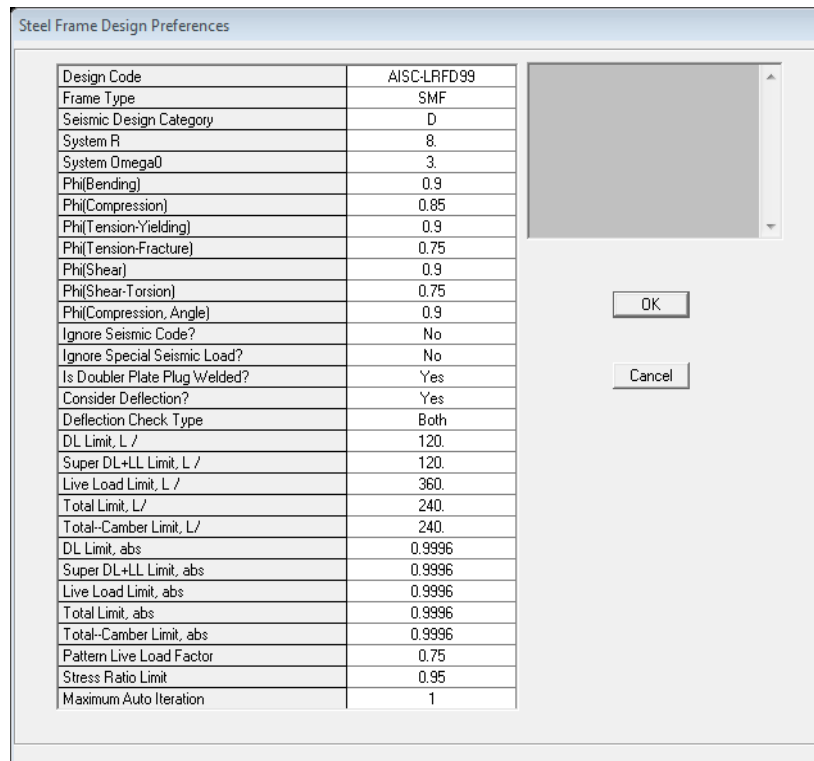 Steel Frame Design Preferences
Design Code AISC-LRFD99
Frame Type SMF
Seismic Design Category D
System R 8.
System Omega0 3.
Phi(Bending) 0.9
Phi(Compression) 0.85
Phi(Tension-Yielding) 0.9
Phi(Tension-Fracture) 0.75
Phi(Shear) 0.9
Phi(Shear-Torsion) 0.75
Phi(Compression, Angle) 0.9
Ignore Seismic Code? No
Ignore Special Seismic Load? No
Is Doubler Plate Plug Welded? Yes
Consider Deflection? Yes
Deflection Check Type Both
DL Limit, L / 120.
Super DL+LL Limit, L / 120.
Live Load Limit, L / 360.
Total Limit, L/ 240.
Total--Camber Limit, L/ 240.
DL Limit, abs 0.9996
Super DL+LL Limit, abs 0.9996
Live Load Limit, abs 0.9996
Total Limit, abs 0.9996
Total--Camber Limit, abs 0.9996
Pattern Live Load Factor 0.75
Stress Ratio Limit 0.95
Maximum Auto Iteration 1
OK
Cancel